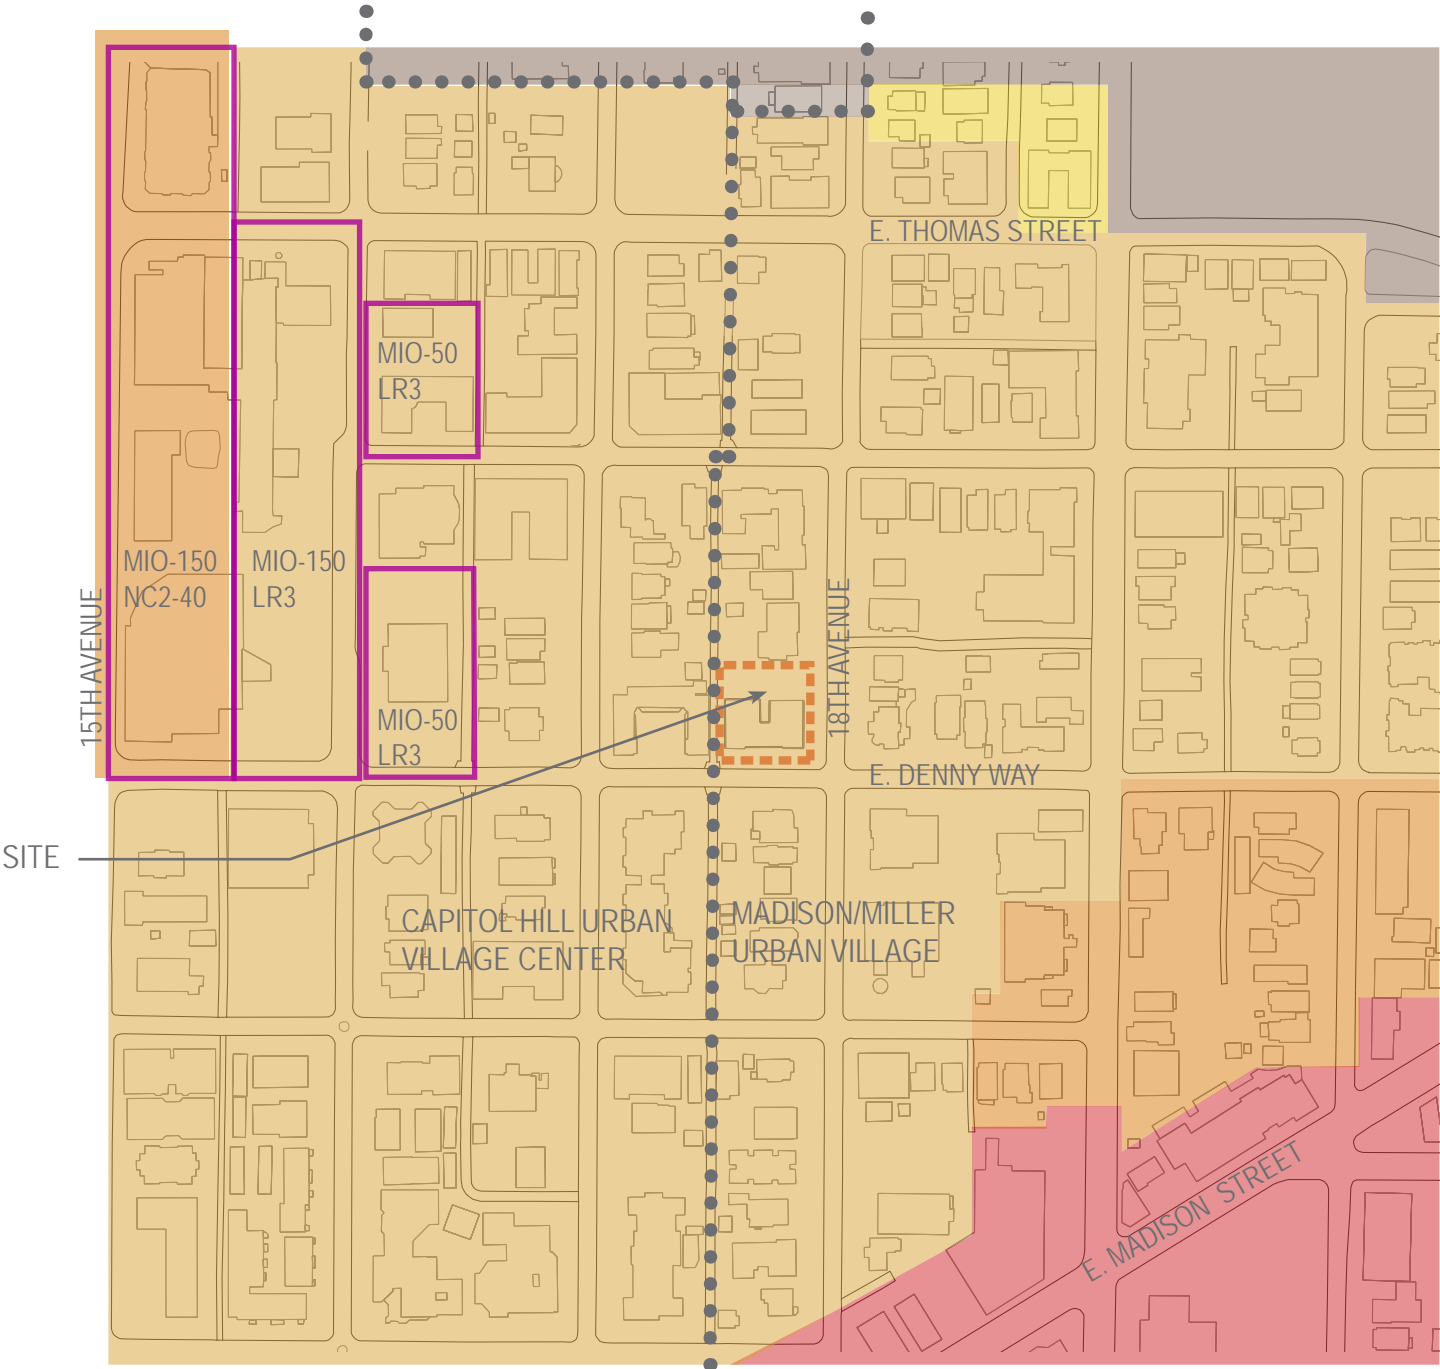 E. THOMAS STREET
MIO-50
LR3
MIO-150
NC2-40
MIO-150
LR3
15TH AVENUE
18TH AVENUE
MIO-50
LR3
E. DENNY WAY
SITE
CAPITOL HILL URBAN
VILLAGE CENTER
MADISON/MILLER
URBAN VILLAGE
E. MADISON STREET